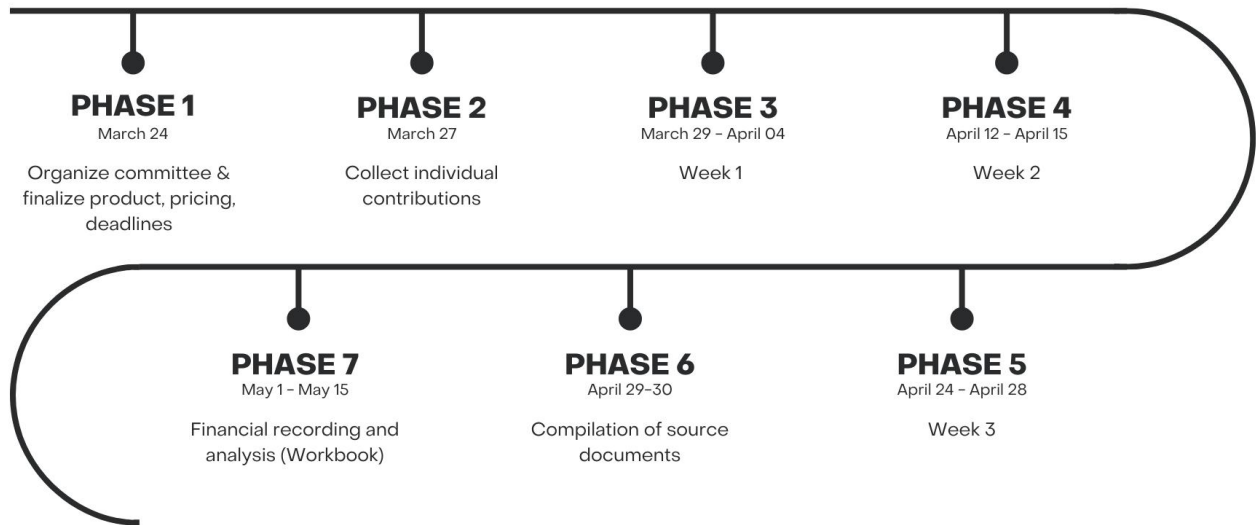 PHASE 1
March 24
Organize committee &
finalize product, pricing,
deadlines
PHASE 2
March 27
Collect individual
contributions
PHASE 3
March 29 - April 04
Week 1
PHASE 4
April 12 - April 15
Week 2
PHASE 5
April 24 - April 28
Week 3
PHASE 6
April 29-30
Compilation of source
documents
PHASE 7
May 1 - May 15
Financial recording and
analysis (Workbook)